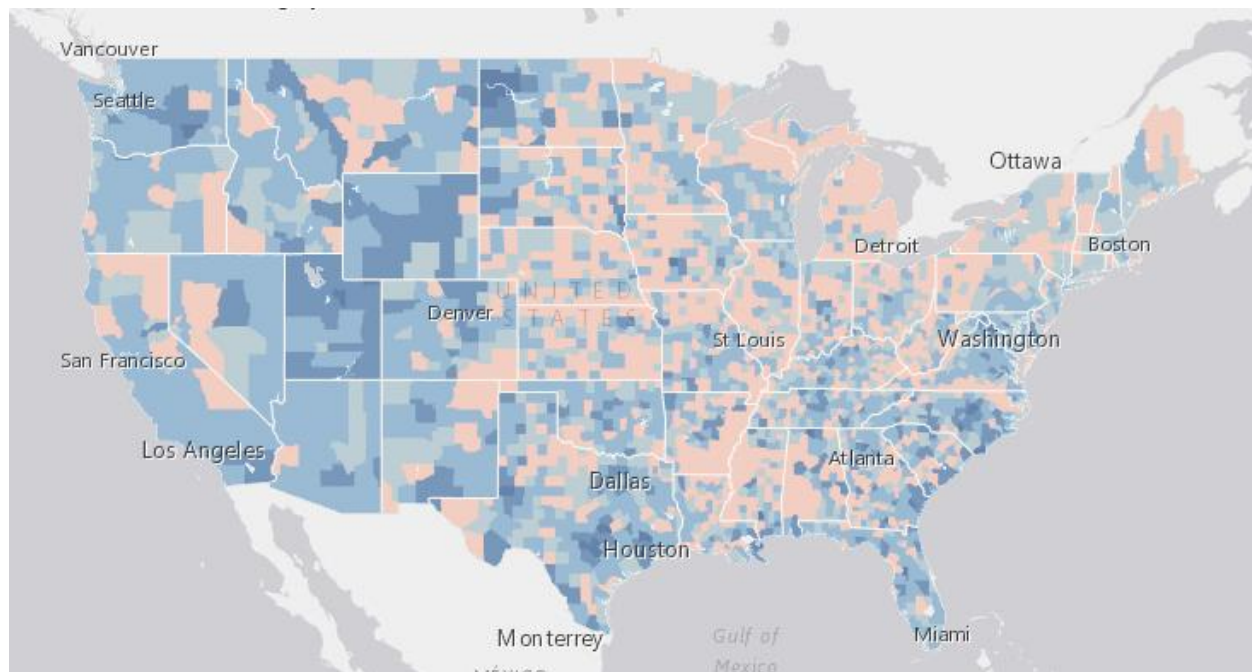 Vancouver
Seattle
Ottawa
Detroit
Boston
UNITED
STATES
Denver
St Louis
Washington
San Francisco
Los Angeles
Atlanta
Dallas
Houston
Monterrey
Gulf of
Mexico
Miami
MÉXICO